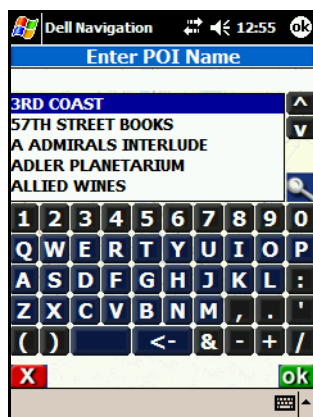 Dell Navigation 12:55 ok
Enter POI Name
3RD COAST
57TH STREET BOOKS
A ADMIRALS INTERLUDE
ADLER PLANETARIUM
ALLIED WINES
1 2 3 4 5 6 7 8 9 0
Q W E R T Y U I O P
A S D F G H J K L :
Z X C V B N M , . '
( ) <- & - + /
X ok